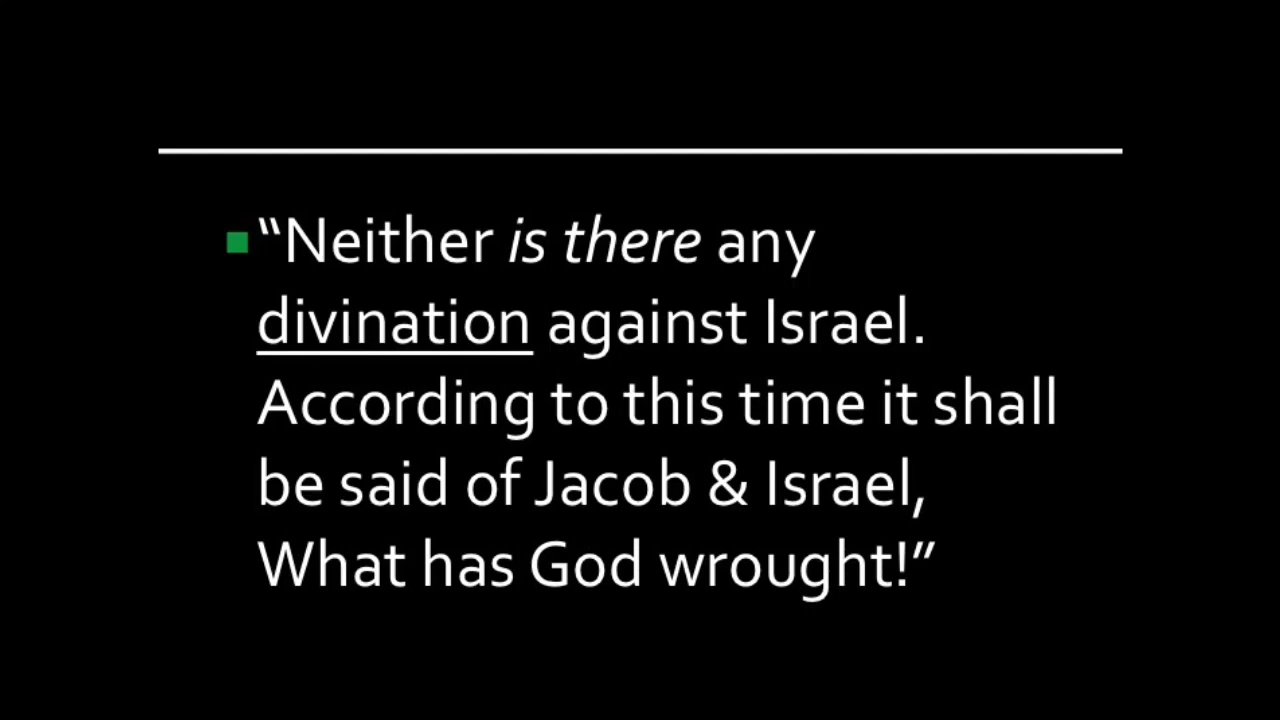 “Neither is there any
divination against Israel.
According to this time it shall
be said of Jacob & Israel,
What has God wrought!”